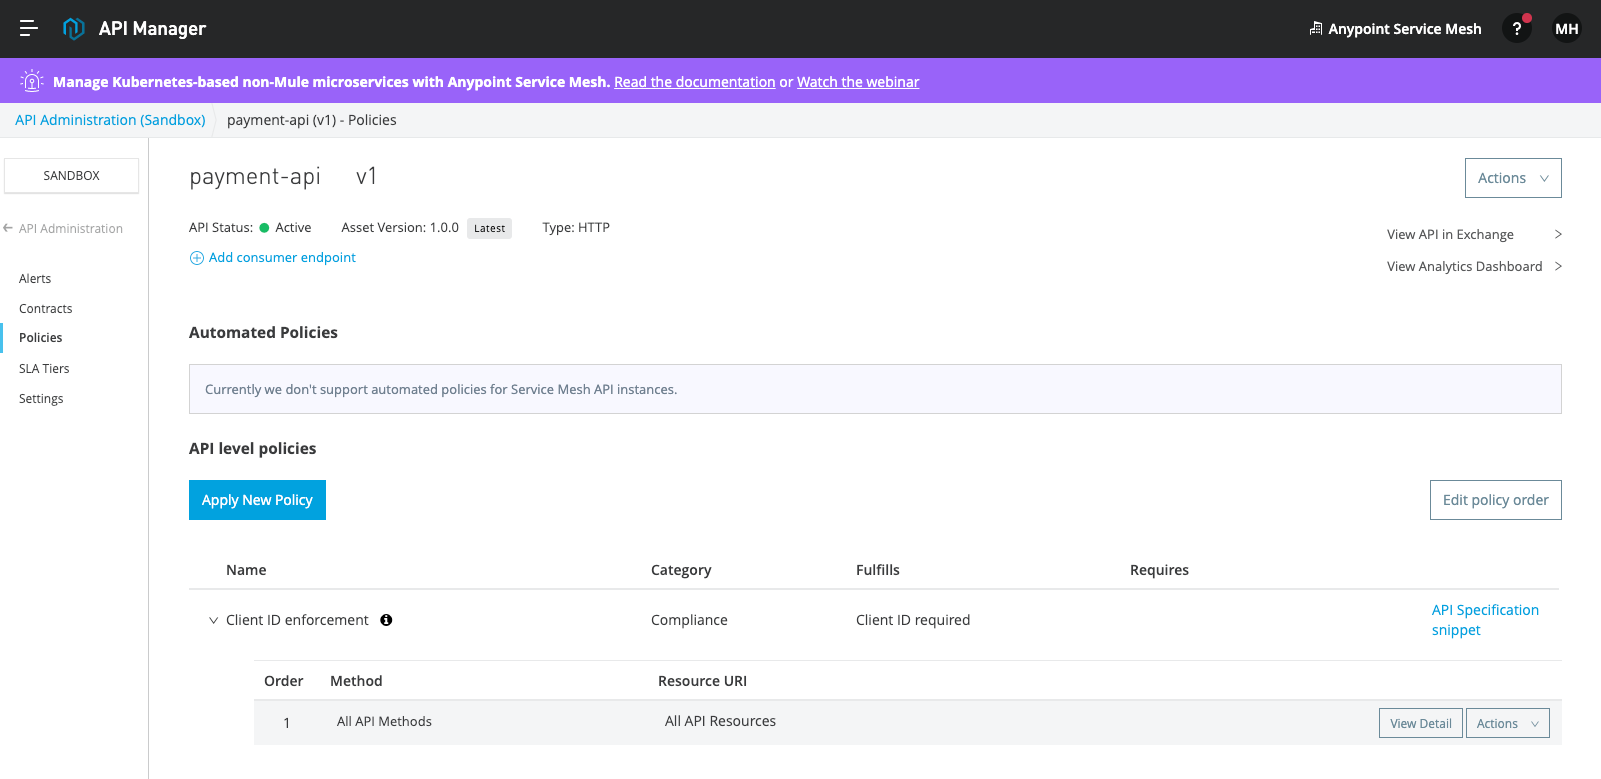 API Manager
Anypoint Service Mesh
?
MH
Manage Kubernetes-based non-Mule microservices with Anypoint Service Mesh. Read the documentation or Watch the webinar
API Administration (Sandbox)
payment-api (v1) - Policies
SANDBOX
API Administration
Alerts
Contracts
Policies
SLA Tiers
Settings
payment-api v1
Actions
API Status: Active Asset Version: 1.0.0 Latest Type: HTTP
Add consumer endpoint
View API in Exchange
View Analytics Dashboard
Automated Policies
Currently we don't support automated policies for Service Mesh API instances.
API level policies
Apply New Policy
Edit policy order
Name Category Fulfills Requires
Client ID enforcement Compliance Client ID required API Specification
snippet
Order Method Resource URI
1 All API Methods All API Resources View Detail Actions